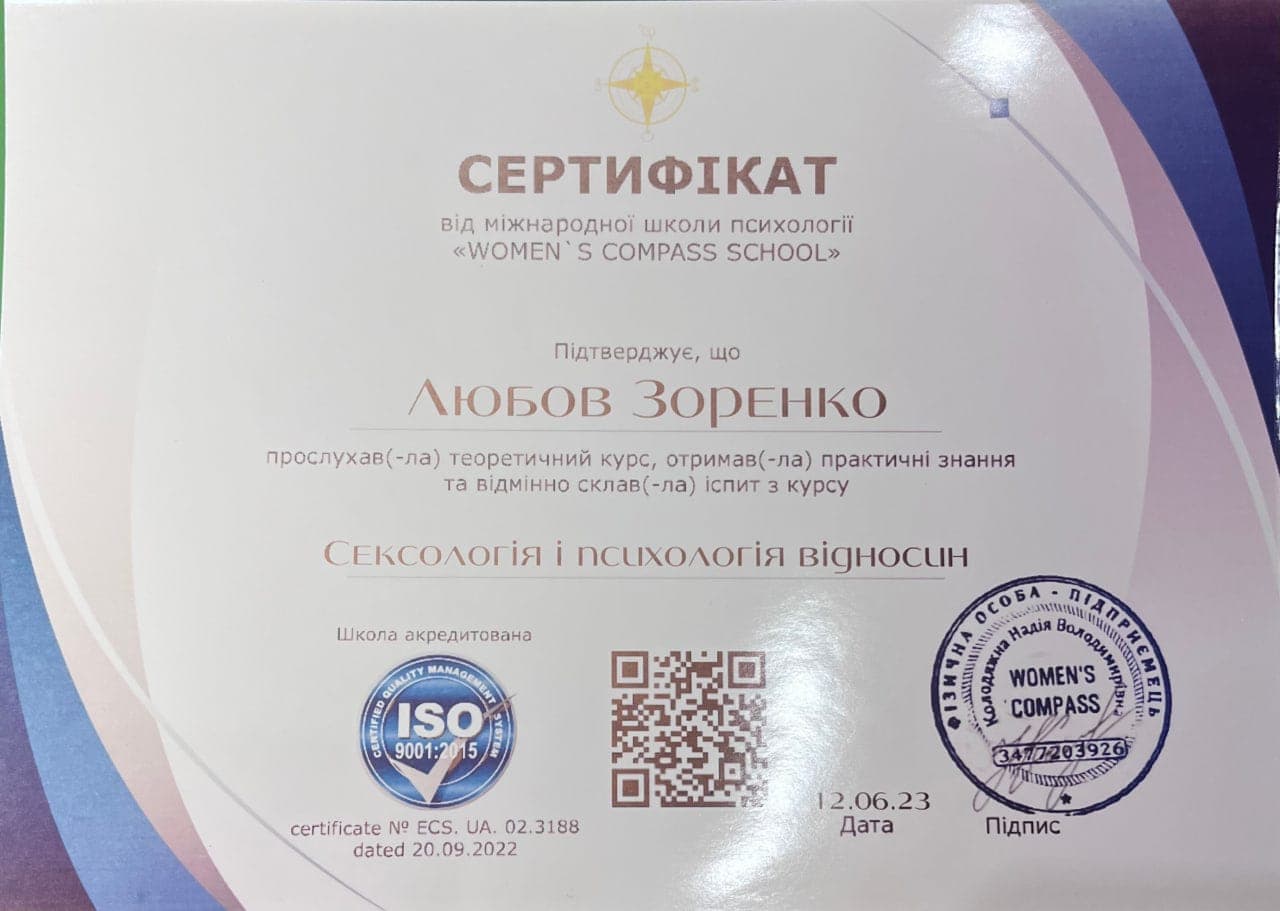 СЕРТИФІКАТ
від міжнародної школи психології
«WOMEN`S COMPASS SCHOOL»
Підтверджує, що
Любов Зоренко
прослухав(-ла) теоретичний курс, отримав(-ла) практичні знання
та відмінно склав(-ла) іспит з курсу
Сексологія і психологія відносин
Школа акредитована
CERTIFIED QUALITY MANAGEMENT SYSTEM
ISO
9001:2015
certificate № ECS. UA. 02.3188
dated 20.09.2022
12.06.23
Дата
ФІЗИЧНА ОСОБА - ПІДПРИЄМЕЦЬ
Колодяжна Надія Володимирівна
WOMEN'S
COMPASS
3477203926
Підпис